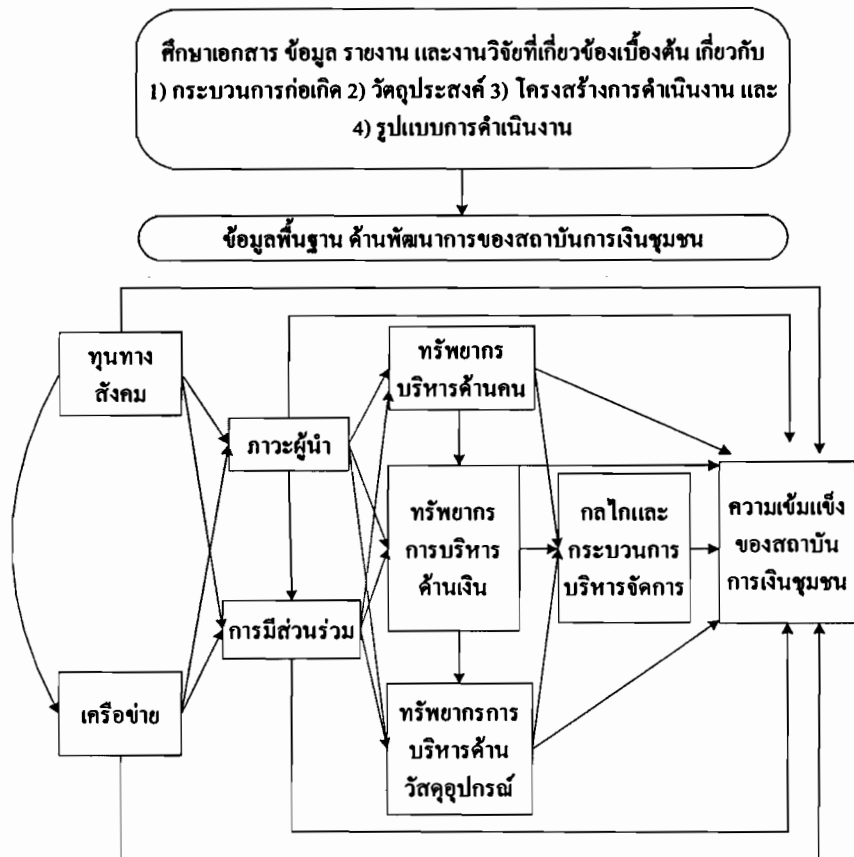 ศึกษาเอกสาร ข้อมูล รายงาน และงานวิจัยที่เกี่ยวข้องเบื้องต้น เกี่ยวกับ
1) กระบวนการก่อเกิด 2) วัตถุประสงค์ 3) โครงสร้างการดำเนินงาน และ
4) รูปแบบการดำเนินงาน
ข้อมูลพื้นฐาน ด้านพัฒนาการของสถาบันการเงินชุมชน
ทุนทาง
สังคม
เครือข่าย
ภาวะผู้นำ
การมีส่วนร่วม
ทรัพยากร
บริหารด้านคน
ทรัพยากร
การบริหาร
ด้านเงิน
ทรัพยากรการ
บริหารด้าน
วัสดุอุปกรณ์
กลไกและ
กระบวนการ
บริหารจัดการ
ความเข้มแข็ง
ของสถาบัน
การเงินชุมชน